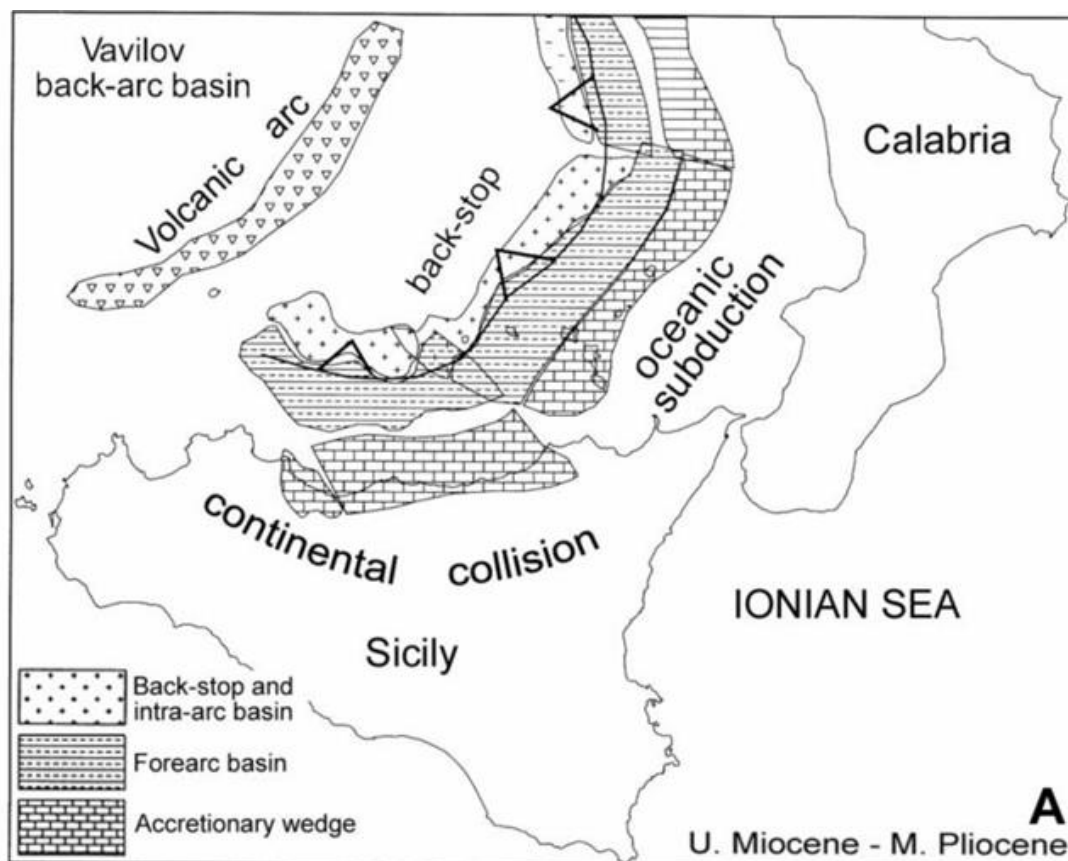 Vavilov
back-arc basin
Volcanic arc
back-stop
Calabria
oceanic
subduction
continental collision
IONIAN SEA
Sicily
Back-stop and
intra-arc basin
Forearc basin
Accretionary wedge
A
U. Miocene - M. Pliocene